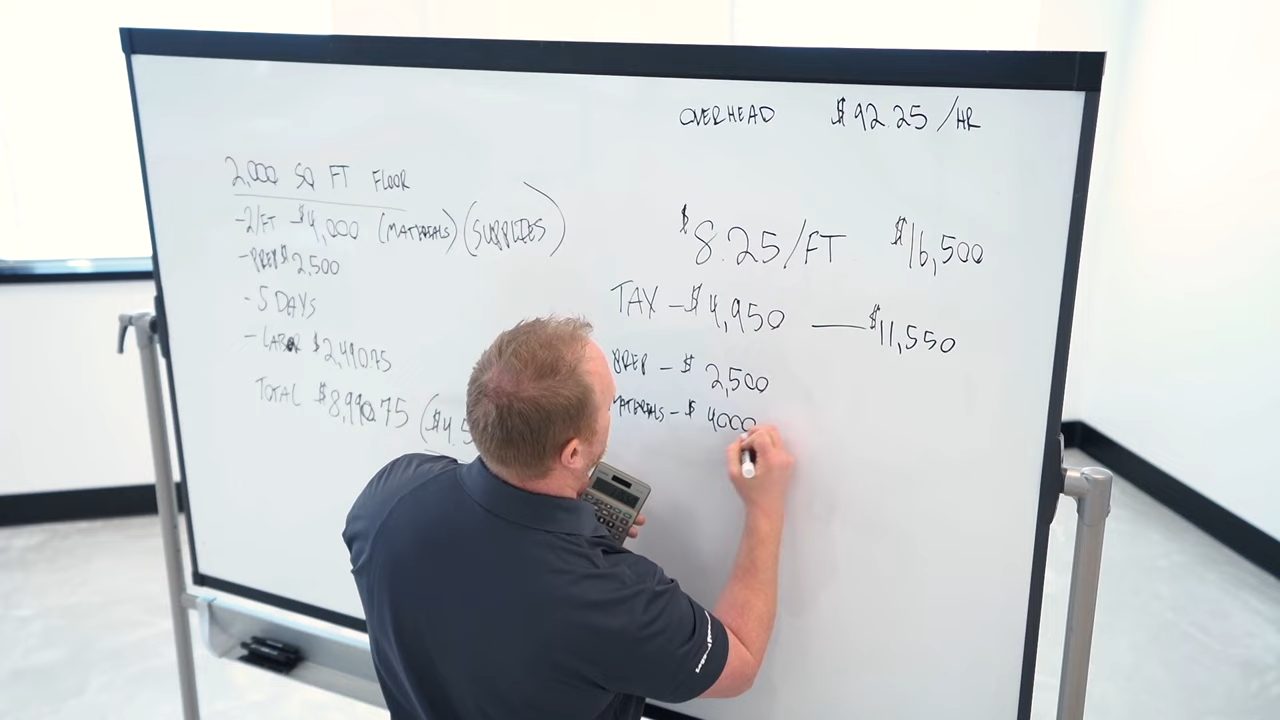 OVERHEAD $92.25/HR
2,000 SQ FT FLOOR
-2/FT $4,000 (MATERIALS) (SUPPLIES)
-PREP $2,500
-5 DAYS
-LABOR $2,490.75
TOTAL $8,990.75 ($4.5
$8.25/FT $16,500
TAX -$4,950 — $11,550
PREP - $2,500
MATERIALS - $4000